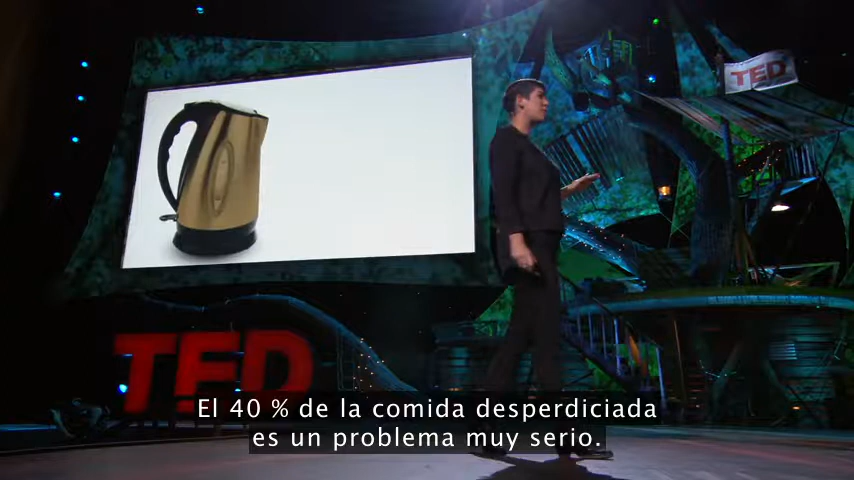 TED
TED
El 40 % de la comida desperdiciada
es un problema muy serio.